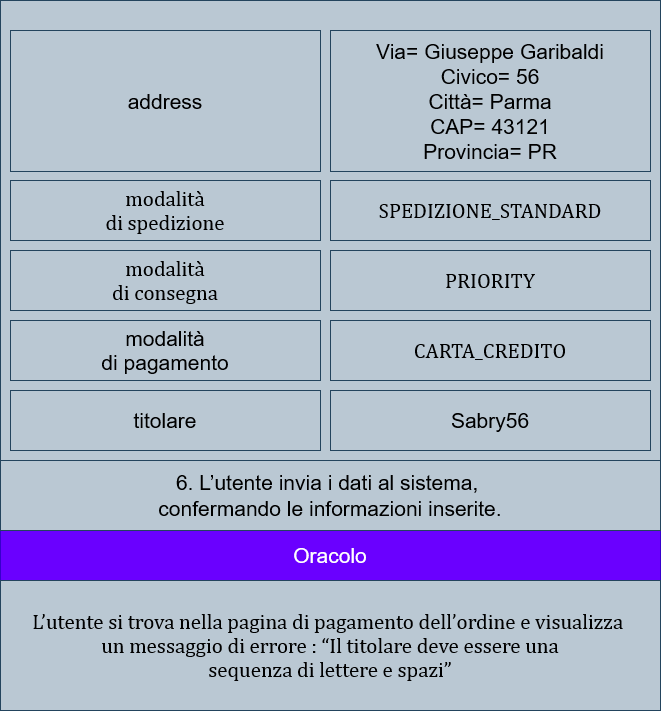 address
Via= Giuseppe Garibaldi
Civico= 56
Città= Parma
CAP= 43121
Provincia= PR
modalità
di spedizione
SPEDIZIONE_STANDARD
modalità
di consegna
PRIORITY
modalità
di pagamento
CARTA_CREDITO
titolare
Sabry56
6. L’utente invia i dati al sistema,
confermando le informazioni inserite.
Oracolo
L’utente si trova nella pagina di pagamento dell’ordine e visualizza
un messaggio di errore : “Il titolare deve essere una
sequenza di lettere e spazi”